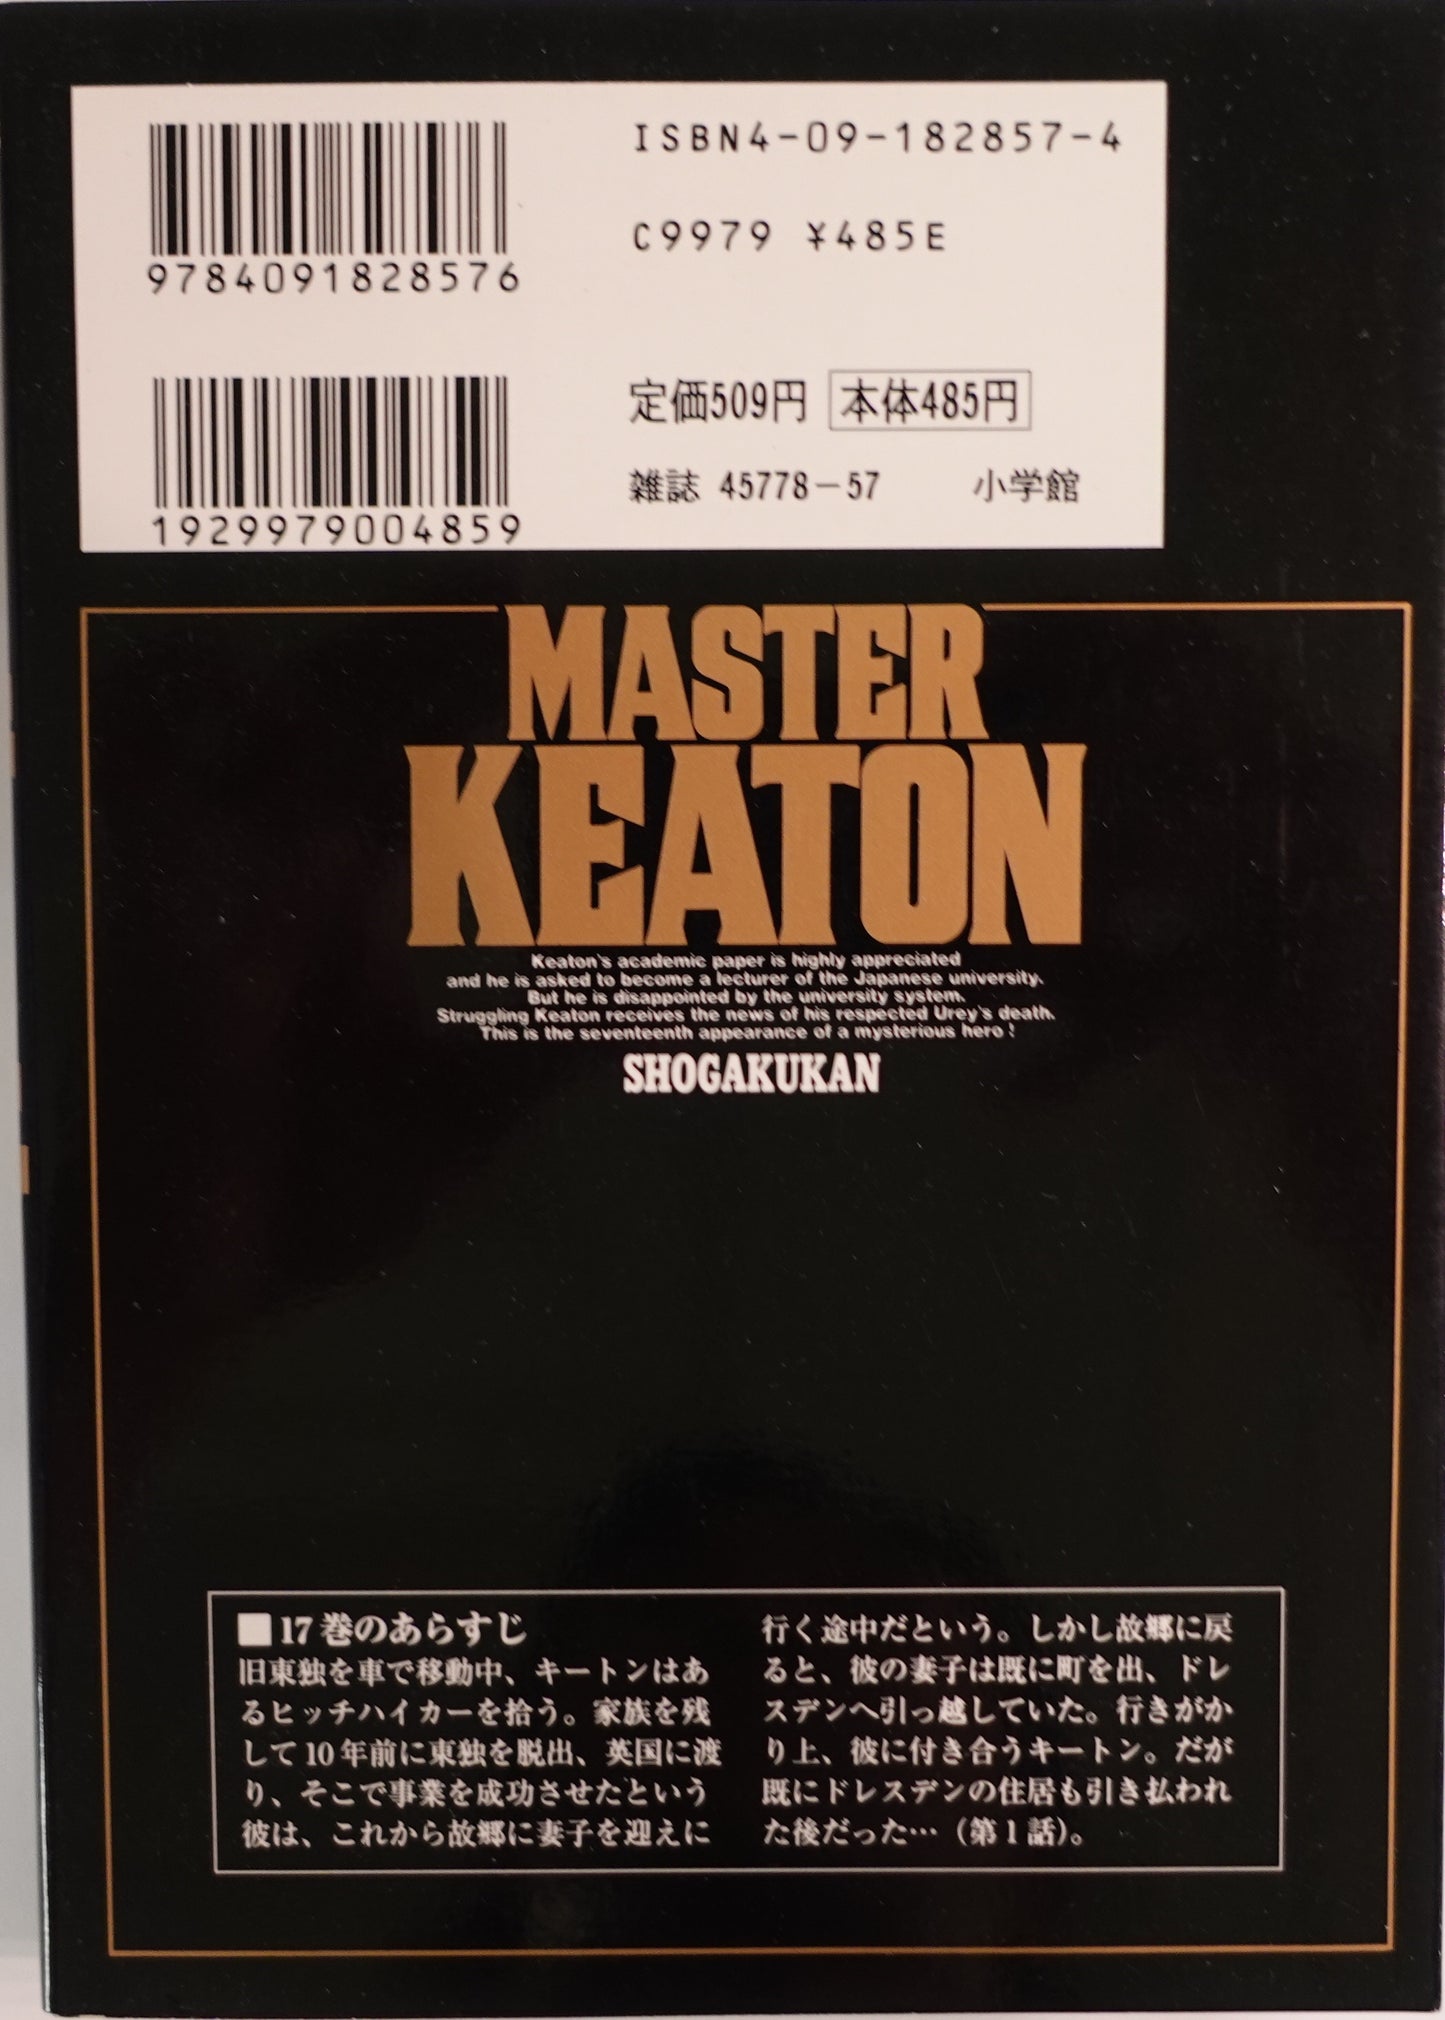 ISBN4-09-182857-4
9784091828576
C9979 ¥485E
1929979004859
定価509円 本体485円
雑誌 45778-57 小学館
MASTER
KEATON
Keaton's academic paper is highly appreciated
and he is asked to become a lecturer of the Japanese university.
But he is disappointed by the university system.
Struggling Keaton receives the news of his respected Urey's death.
This is the seventeenth appearance of a mysterious hero!
SHOGAKUKAN
■17巻のあらすじ
旧東独を車で移動中、キートンはあ
るヒッチハイカーを拾う。家族を残
して10年前に東独を脱出、英国に渡
り、そこで事業を成功させたという
彼は、これから故郷に妻子を迎えに
行く途中だという。しかし故郷に戻
ると、彼の妻子は既に町を出、ドレ
スデンへ引っ越していた。行きがか
り上、彼に付き合うキートン。だが
既にドレスデンの住居も引き払われ
た後だった…(第1話)。